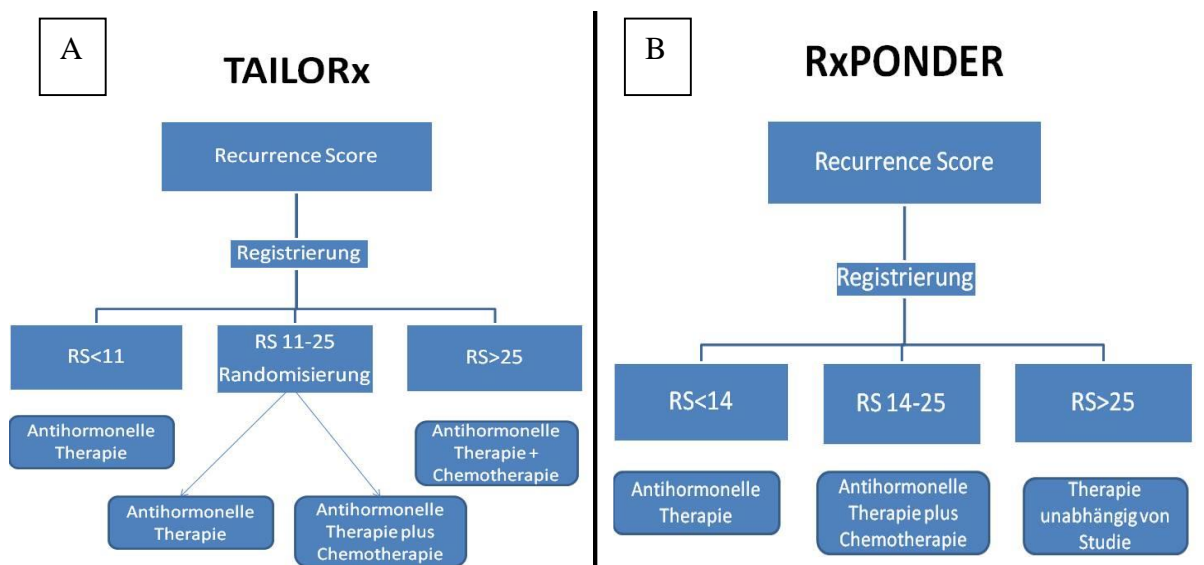 A
TAILORx
Recurrence Score
Registrierung
RS<11
RS 11-25
Randomisierung
RS>25
Antihormonelle
Therapie
Antihormonelle
Therapie +
Chemotherapie
Antihormonelle
Therapie
Antihormonelle
Therapie plus
Chemotherapie
B
RxPONDER
Recurrence Score
Registrierung
RS<14
RS 14-25
RS>25
Antihormonelle
Therapie
Antihormonelle
Therapie plus
Chemotherapie
Therapie
unabhängig von
Studie